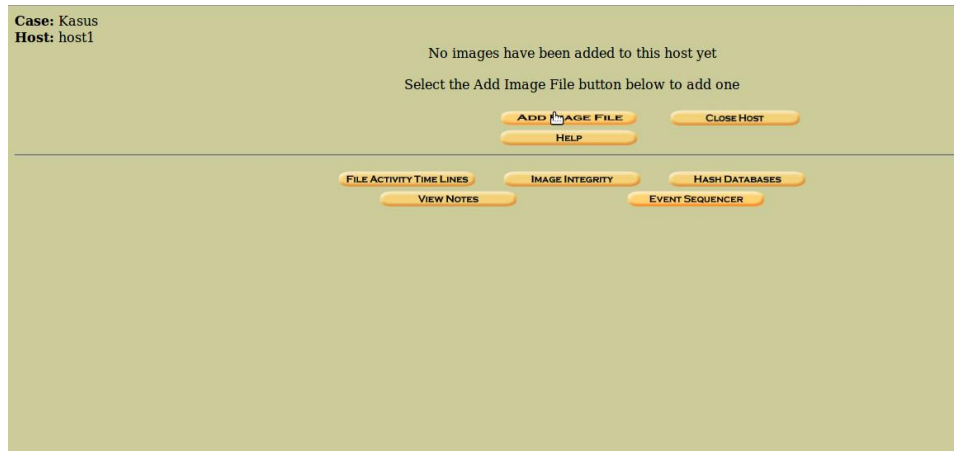 Case: Kasus
Host: host1
No images have been added to this host yet
Select the Add Image File button below to add one
ADD IMAGE FILE CLOSE HOST
HELP
FILE ACTIVITY TIME LINES IMAGE INTEGRITY HASH DATABASES
VIEW NOTES EVENT SEQUENCER